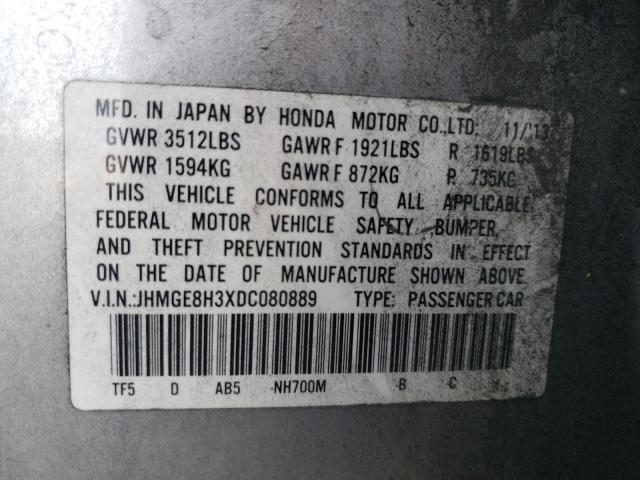 MFD. IN JAPAN BY HONDA MOTOR CO.,LTD: 11/'13
GVWR 3512LBS GAWR F 1921LBS R 1619LBS
GVWR 1594KG GAWR F 872KG R 735KG
THIS VEHICLE CONFORMS TO ALL APPLICABLE
FEDERAL MOTOR VEHICLE SAFETY, BUMPER,
AND THEFT PREVENTION STANDARDS IN EFFECT
ON THE DATE OF MANUFACTURE SHOWN ABOVE.
V.I.N.:JHMGE8H3XDC080889 TYPE: PASSENGER CAR
TF5 D AB5 -NH700M -B -C